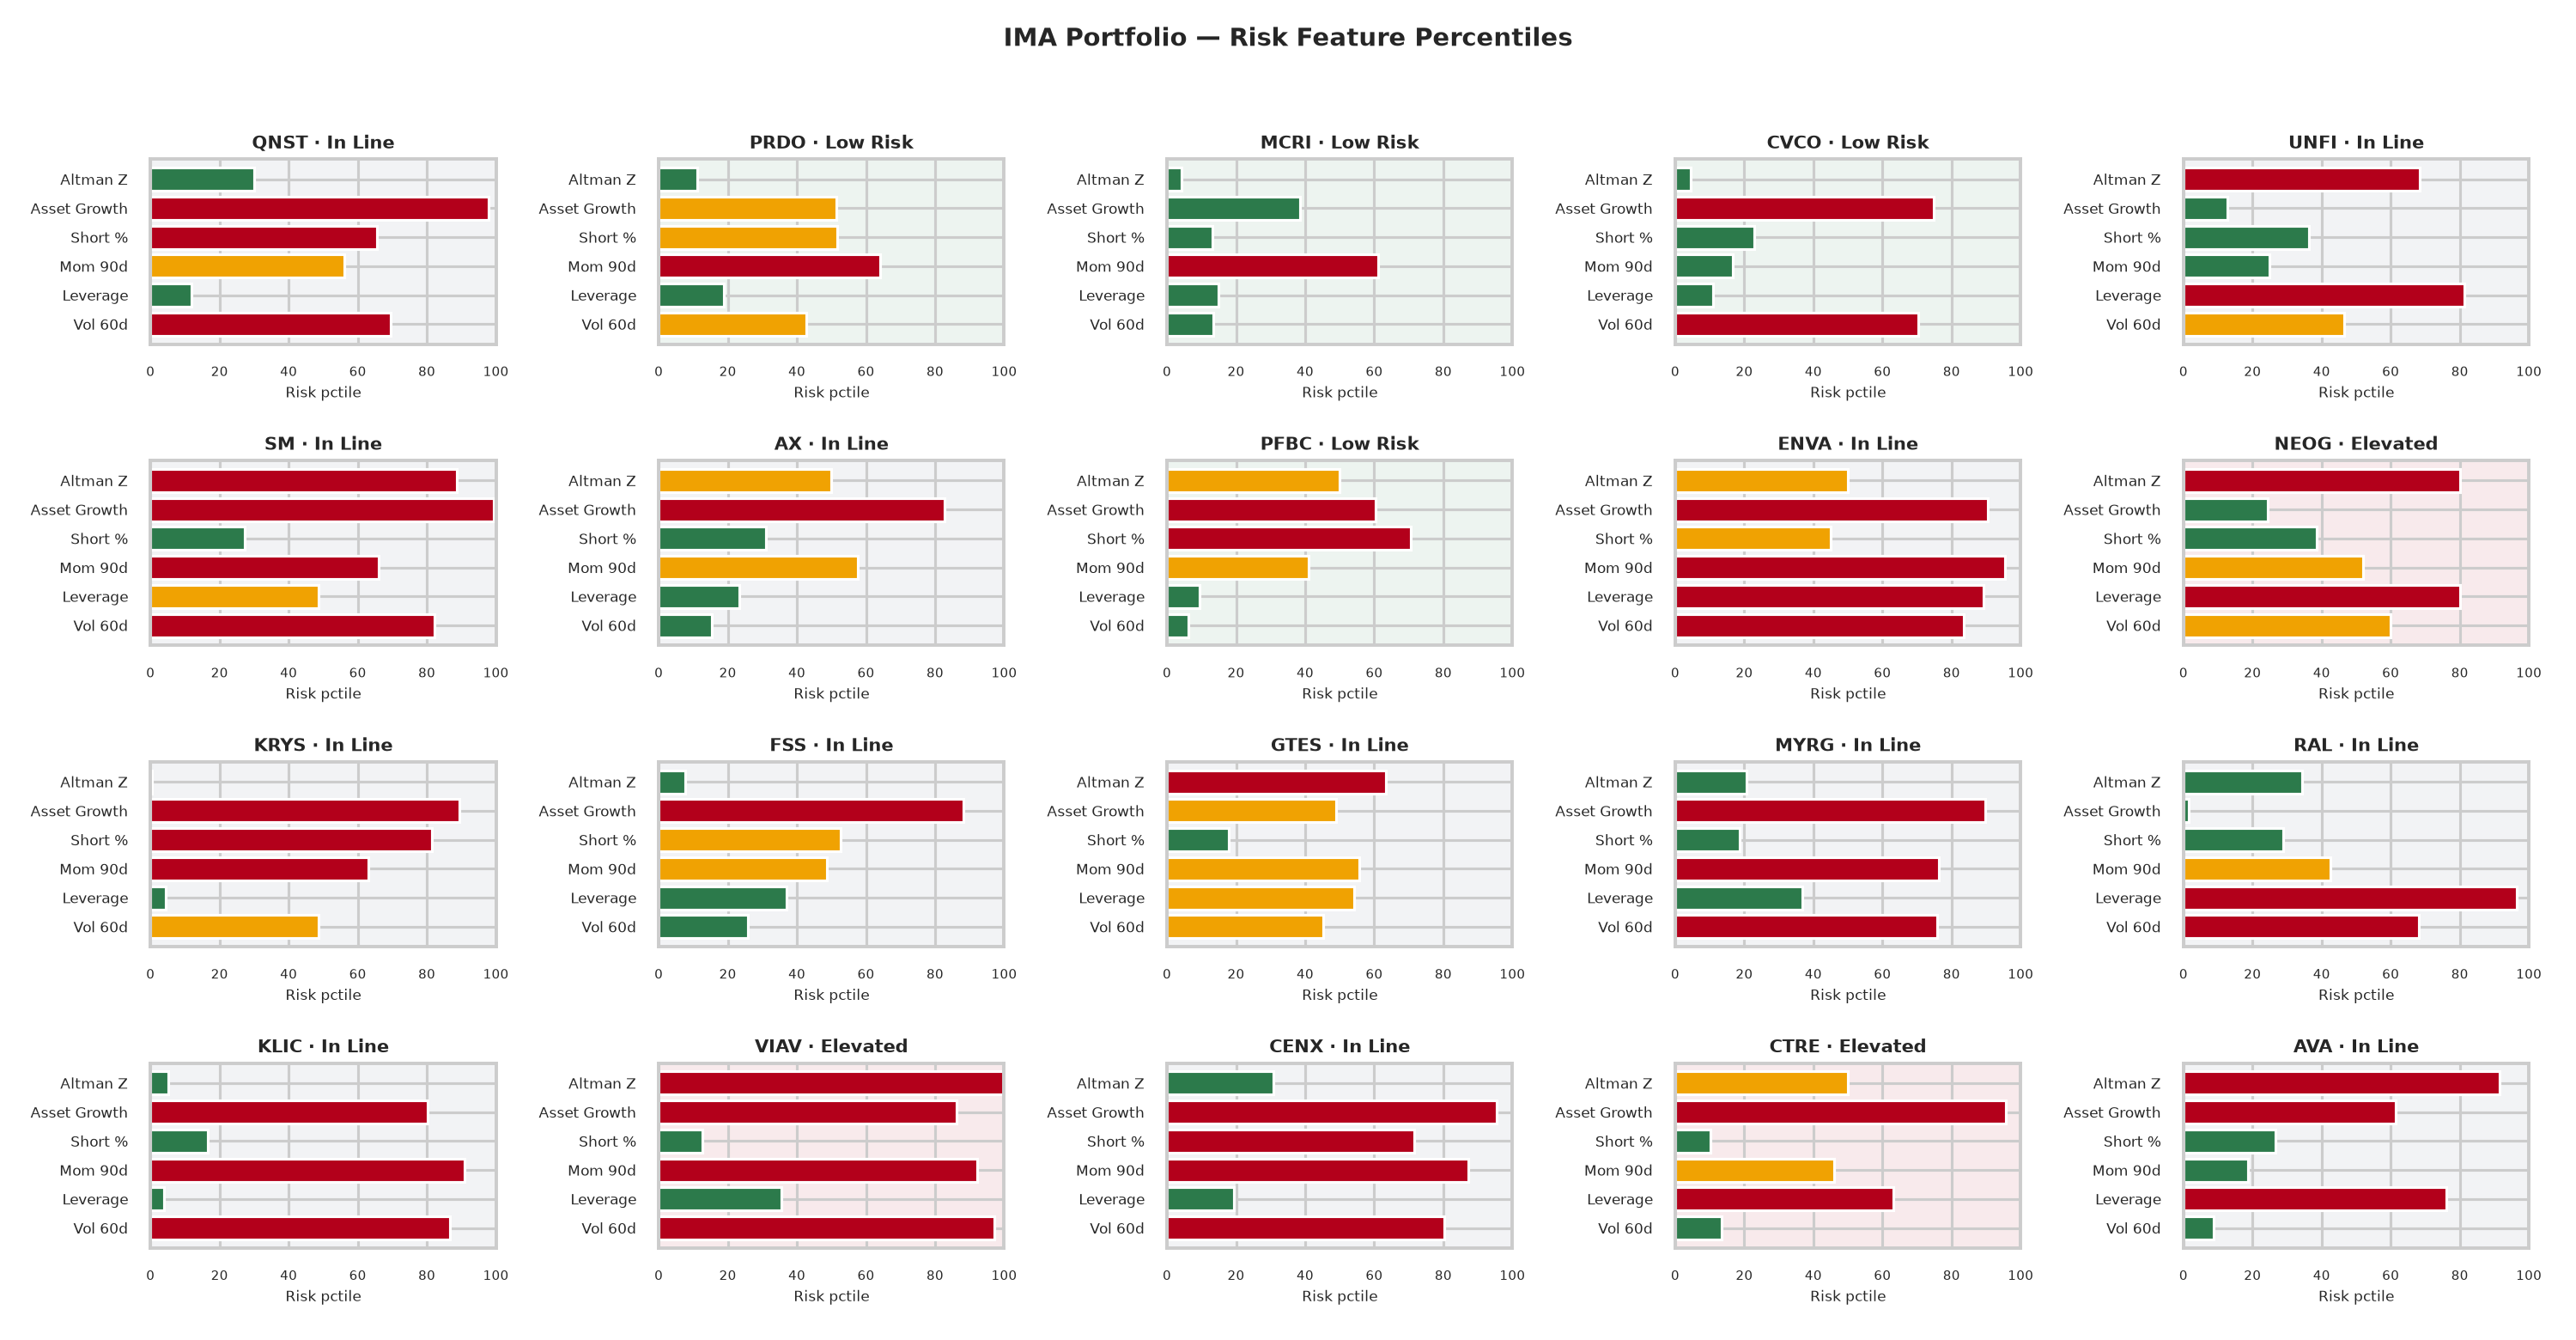 IMA Portfolio — Risk Feature Percentiles
QNST · In Line
Altman Z
Asset Growth
Short %
Mom 90d
Leverage
Vol 60d
0 20 40 60 80 100
Risk pctile
PRDO · Low Risk
Altman Z
Asset Growth
Short %
Mom 90d
Leverage
Vol 60d
0 20 40 60 80 100
Risk pctile
MCRI · Low Risk
Altman Z
Asset Growth
Short %
Mom 90d
Leverage
Vol 60d
0 20 40 60 80 100
Risk pctile
CVCO · Low Risk
Altman Z
Asset Growth
Short %
Mom 90d
Leverage
Vol 60d
0 20 40 60 80 100
Risk pctile
UNFI · In Line
Altman Z
Asset Growth
Short %
Mom 90d
Leverage
Vol 60d
0 20 40 60 80 100
Risk pctile
SM · In Line
Altman Z
Asset Growth
Short %
Mom 90d
Leverage
Vol 60d
0 20 40 60 80 100
Risk pctile
AX · In Line
Altman Z
Asset Growth
Short %
Mom 90d
Leverage
Vol 60d
0 20 40 60 80 100
Risk pctile
PFBC · Low Risk
Altman Z
Asset Growth
Short %
Mom 90d
Leverage
Vol 60d
0 20 40 60 80 100
Risk pctile
ENVA · In Line
Altman Z
Asset Growth
Short %
Mom 90d
Leverage
Vol 60d
0 20 40 60 80 100
Risk pctile
NEOG · Elevated
Altman Z
Asset Growth
Short %
Mom 90d
Leverage
Vol 60d
0 20 40 60 80 100
Risk pctile
KRYS · In Line
Altman Z
Asset Growth
Short %
Mom 90d
Leverage
Vol 60d
0 20 40 60 80 100
Risk pctile
FSS · In Line
Altman Z
Asset Growth
Short %
Mom 90d
Leverage
Vol 60d
0 20 40 60 80 100
Risk pctile
GTES · In Line
Altman Z
Asset Growth
Short %
Mom 90d
Leverage
Vol 60d
0 20 40 60 80 100
Risk pctile
MYRG · In Line
Altman Z
Asset Growth
Short %
Mom 90d
Leverage
Vol 60d
0 20 40 60 80 100
Risk pctile
RAL · In Line
Altman Z
Asset Growth
Short %
Mom 90d
Leverage
Vol 60d
0 20 40 60 80 100
Risk pctile
KLIC · In Line
Altman Z
Asset Growth
Short %
Mom 90d
Leverage
Vol 60d
0 20 40 60 80 100
Risk pctile
VIAV · Elevated
Altman Z
Asset Growth
Short %
Mom 90d
Leverage
Vol 60d
0 20 40 60 80 100
Risk pctile
CENX · In Line
Altman Z
Asset Growth
Short %
Mom 90d
Leverage
Vol 60d
0 20 40 60 80 100
Risk pctile
CTRE · Elevated
Altman Z
Asset Growth
Short %
Mom 90d
Leverage
Vol 60d
0 20 40 60 80 100
Risk pctile
AVA · In Line
Altman Z
Asset Growth
Short %
Mom 90d
Leverage
Vol 60d
0 20 40 60 80 100
Risk pctile